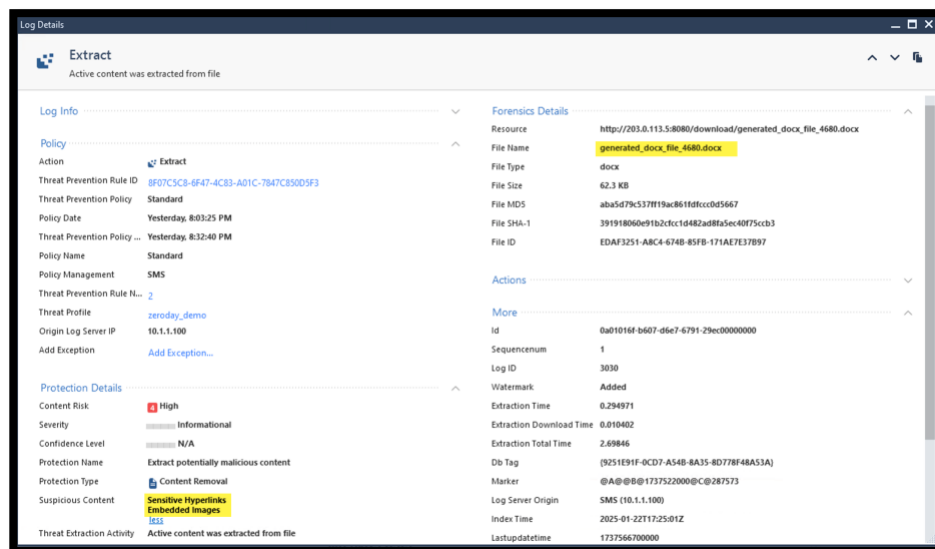 Log Details
Extract
Active content was extracted from file
Log Info
Policy
Action Extract
Threat Prevention Rule ID 8F07C5C8-6F47-4C83-A01C-7847C850D5F3
Threat Prevention Policy Standard
Policy Date Yesterday, 8:03:25 PM
Threat Prevention Policy ... Yesterday, 8:32:40 PM
Policy Name Standard
Policy Management SMS
Threat Prevention Rule N... 2
Threat Profile zeroday_demo
Origin Log Server IP 10.1.1.100
Add Exception Add Exception...
Protection Details
Content Risk 4 High
Severity Informational
Confidence Level N/A
Protection Name Extract potentially malicious content
Protection Type Content Removal
Suspicious Content Sensitive Hyperlinks
Embedded Images
less
Threat Extraction Activity Active content was extracted from file
Forensics Details
Resource http://203.0.113.5:8080/download/generated_docx_file_4680.docx
File Name generated_docx_file_4680.docx
File Type docx
File Size 62.3 KB
File MD5 aba5d79c537ff19ac861fdfccc0d5667
File SHA-1 391918060e91b2cfcc1d482ad8fa5ec40f75ccb3
File ID EDAF3251-A8C4-674B-85FB-171AE7E37B97
Actions
More
Id 0a01016f-b607-d6e7-6791-29ec00000000
Sequencenum 1
Log ID 3030
Watermark Added
Extraction Time 0.294971
Extraction Download Time 0.010402
Extraction Total Time 2.69846
Db Tag {9251E91F-0CD7-A54B-8A35-8D778F48A53A}
Marker @A@@B@1737522000@C@287573
Log Server Origin SMS (10.1.1.100)
Index Time 2025-01-22T17:25:01Z
Lastupdatetime 1737566700000